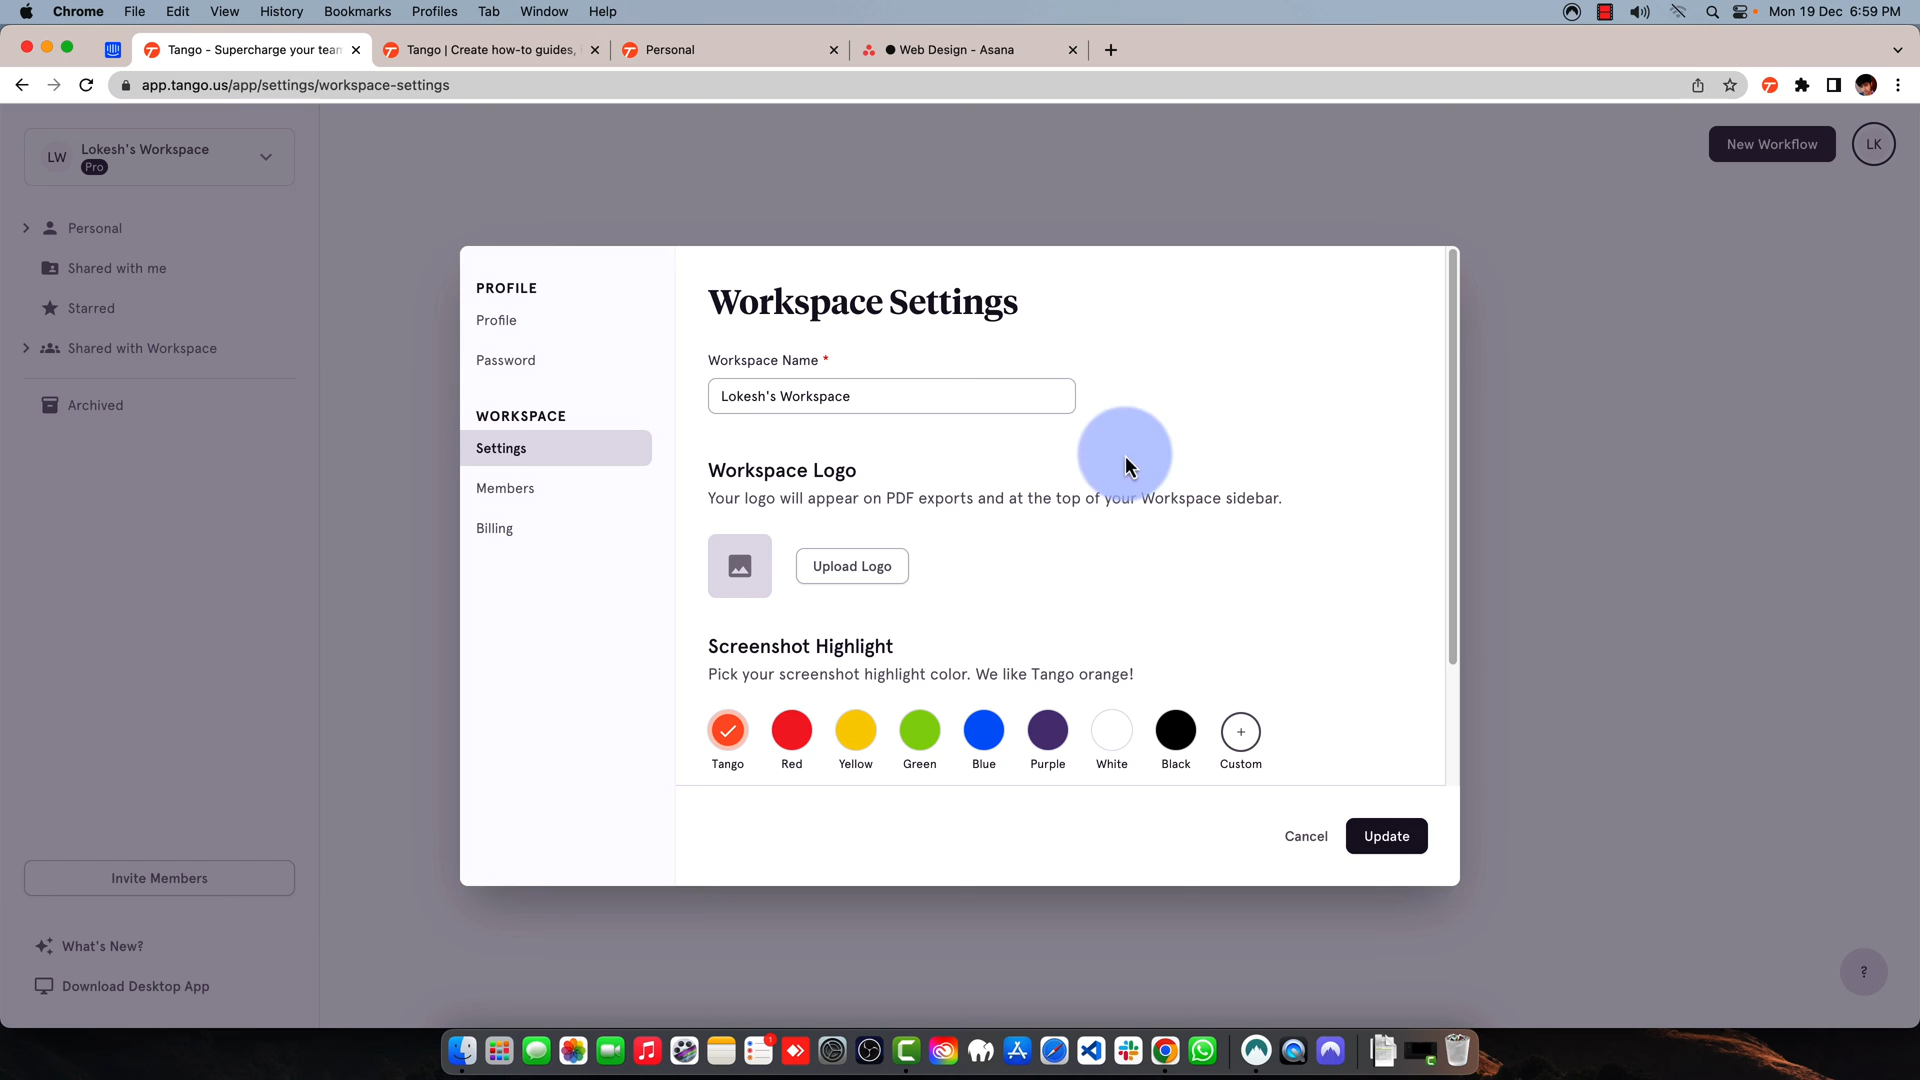 Chrome File Edit View History Bookmarks Profiles Tab Window Help Mon 19 Dec 6:59 PM
Tango - Supercharge your tean Tango | Create how-to guides, Personal Web Design - Asana
app.tango.us/app/settings/workspace-settings
LW Lokesh's Workspace
Pro
New Workflow LK
Personal
Shared with me
Starred
Shared with Workspace
Archived
Invite Members
What's New?
Download Desktop App
PROFILE
Profile
Password
WORKSPACE
Settings
Members
Billing
Workspace Settings
Workspace Name *
Lokesh's Workspace
Workspace Logo
Your logo will appear on PDF exports and at the top of your Workspace sidebar.
Upload Logo
Screenshot Highlight
Pick your screenshot highlight color. We like Tango orange!
Tango Red Yellow Green Blue Purple White Black Custom
Cancel Update
?
1